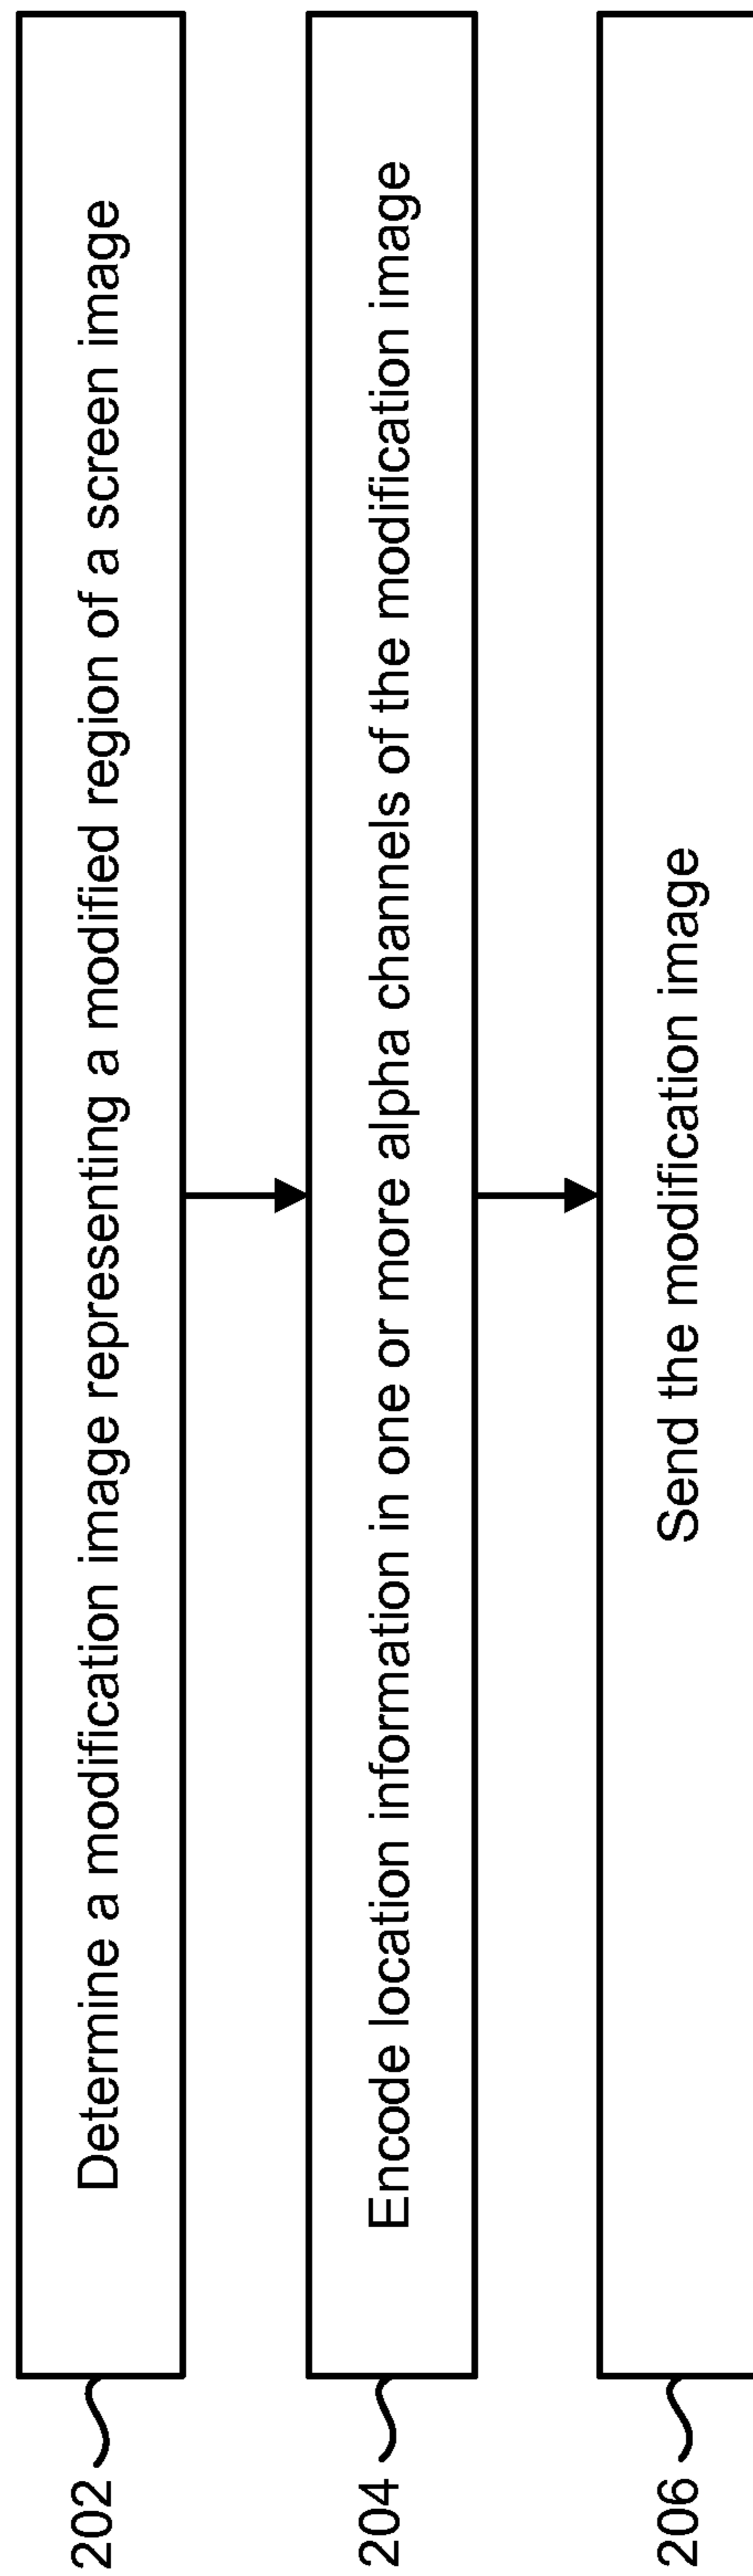 202
Determine a modification image representing a modified region of a screen image
204
Encode location information in one or more alpha channels of the modification image
206
Send the modification image